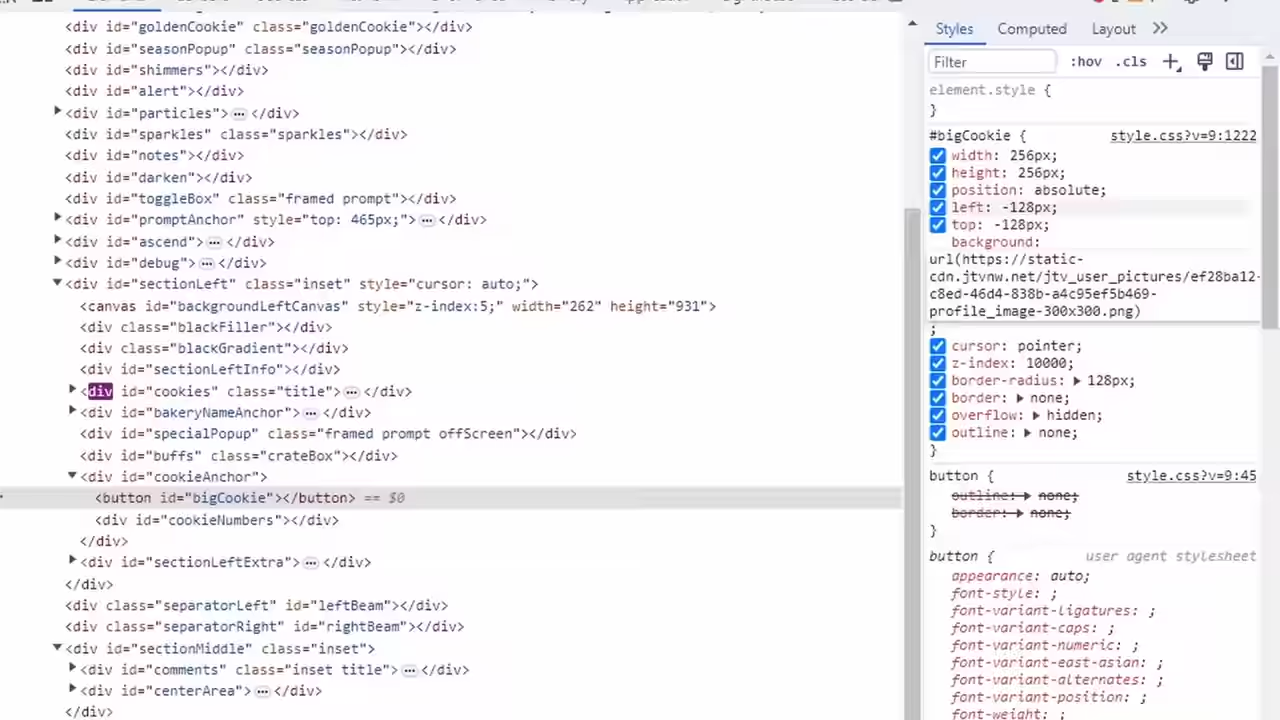 <div id="goldenCookie" class="goldenCookie"></div>
<div id="seasonPopup" class="seasonPopup"></div>
<div id="shimmers"></div>
<div id="alert"></div>
<div id="particles">…</div>
<div id="sparkles" class="sparkles"></div>
<div id="notes"></div>
<div id="darken"></div>
<div id="toggleBox" class="framed prompt"></div>
<div id="promptAnchor" style="top: 465px;">…</div>
<div id="ascend">…</div>
<div id="debug">…</div>
<div id="sectionLeft" class="inset" style="cursor: auto;">
<canvas id="backgroundLeftCanvas" style="z-index:5;" width="262" height="931">
<div class="blackFiller"></div>
<div class="blackGradient"></div>
<div id="sectionLeftInfo"></div>
<div id="cookies" class="title">…</div>
<div id="bakeryNameAnchor">…</div>
<div id="specialPopup" class="framed prompt offScreen"></div>
<div id="buffs" class="crateBox"></div>
<div id="cookieAnchor">
<button id="bigCookie"></button> == $0
<div id="cookieNumbers"></div>
</div>
<div id="sectionLeftExtra">…</div>
</div>
<div class="separatorLeft" id="leftBeam"></div>
<div class="separatorRight" id="rightBeam"></div>
<div id="sectionMiddle" class="inset">
<div id="comments" class="inset title">…</div>
<div id="centerArea">…</div>
</div>
Styles Computed Layout
Filter :hov .cls
element.style {
}
#bigCookie { style.css?v=9:1222
width: 256px;
height: 256px;
position: absolute;
left: -128px;
top: -128px;
background:
url(https://static-
cdn.jtvnw.net/jtv_user_pictures/ef28ba12-
c8ed-46d4-838b-a4c95ef5b469-
profile_image-300x300.png)
;
cursor: pointer;
z-index: 10000;
border-radius: 128px;
border: none;
overflow: hidden;
outline: none;
}
button { style.css?v=9:45
outline: none;
border: none;
}
button { user agent stylesheet
appearance: auto;
font-style: ;
font-variant-ligatures: ;
font-variant-caps: ;
font-variant-numeric: ;
font-variant-east-asian: ;
font-variant-alternates: ;
font-variant-position: ;
font-weight: ;